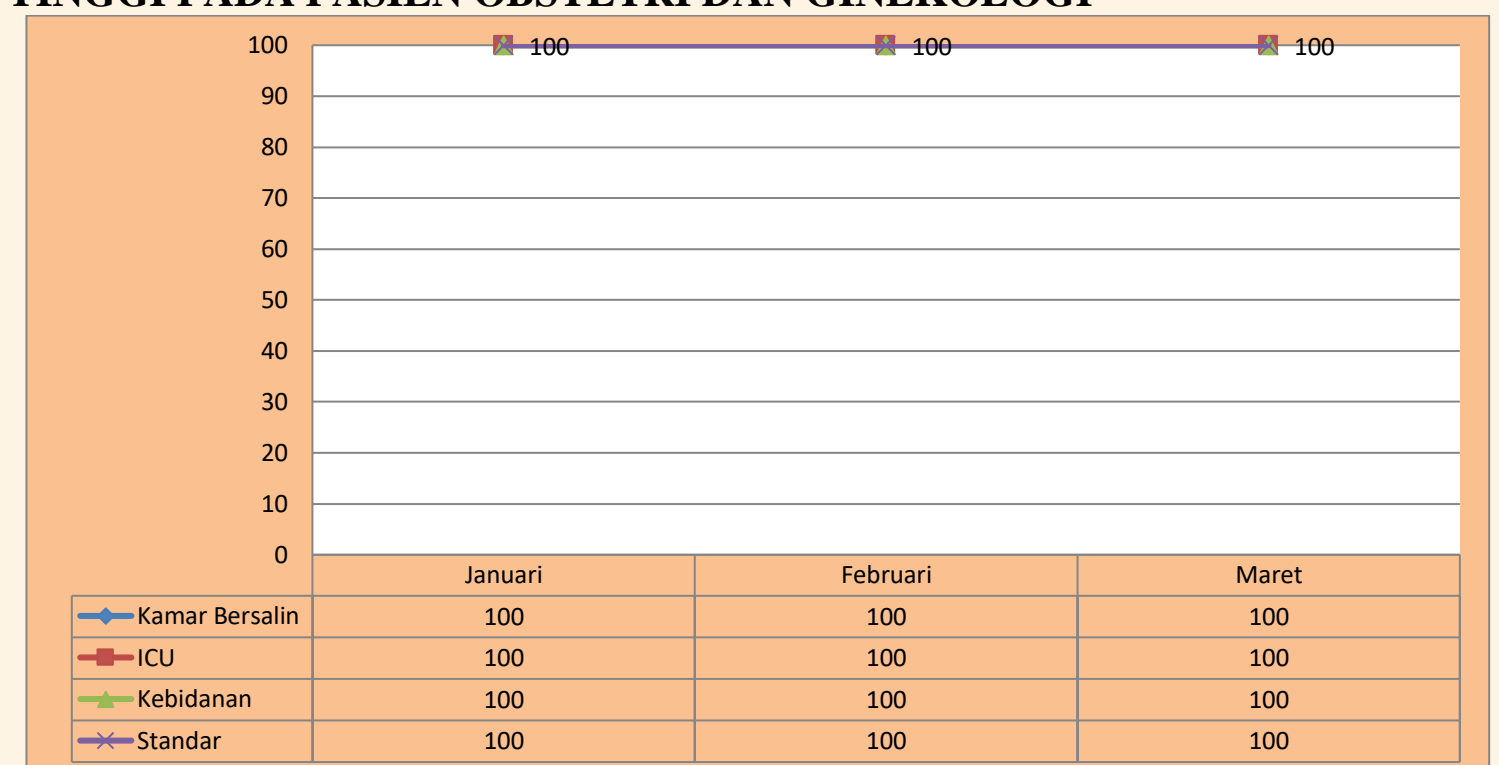 TINGGI PADA PASIEN OBSTETRI DAN GINEKOLOGI
100
90
80
70
60
50
40
30
20
10
0
100 100 100
Januari Februari Maret
Kamar Bersalin 100 100 100
ICU 100 100 100
Kebidanan 100 100 100
Standar 100 100 100